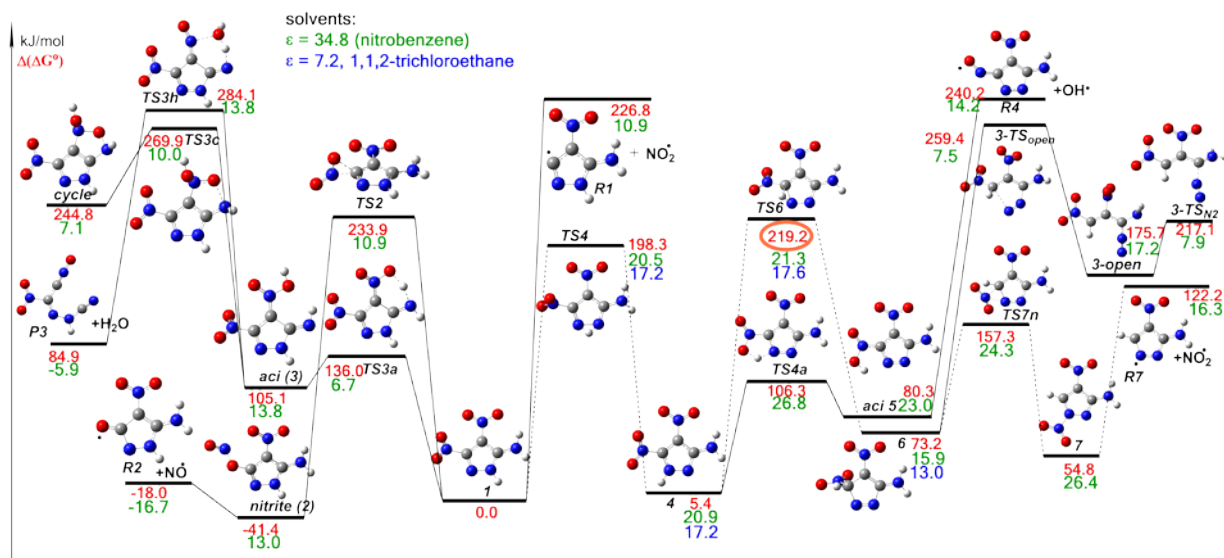 solvents:
ε = 34.8 (nitrobenzene)
ε = 7.2, 1,1,2-trichloroethane
kJ/mol
Δ(ΔG°)
TS3h
284.1
13.8
269.9
10.0
TS3c
cycle
244.8
7.1
P3
+H₂O
84.9
-5.9
aci (3)
105.1
13.8
R2
+NO•
-18.0
-16.7
nitrite (2)
-41.4
13.0
TS2
233.9
10.9
136.0
6.7
TS3a
1
0.0
226.8
10.9
R1
+ NO₂•
TS4
198.3
20.5
17.2
4
5.4
20.9
17.2
TS6
219.2
21.3
17.6
TS4a
106.3
26.8
aci 5
80.3
23.0
6
73.2
15.9
13.0
240.2
14.2
R4
+OH•
259.4
7.5
3-TSopen
3-open
175.7
17.2
3-TSN2
217.1
7.9
TS7n
157.3
24.3
7
54.8
26.4
122.2
16.3
R7
+NO₂•